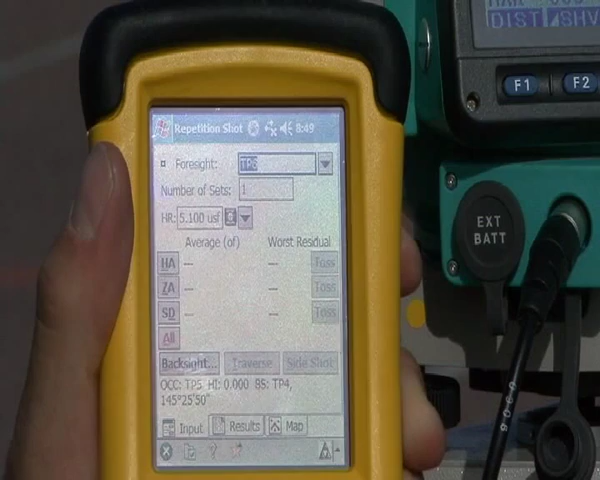 Repetition Shot 8:49
Foresight: TP6
Number of Sets: 1
HR: 5.100 usf
Average (of) Worst Residual
HA --- --- Toss
ZA --- --- Toss
SD --- --- Toss
All
Backsight... Traverse Side Shot
OCC: TP5 HI: 0.000 BS: TP4,
145°25'50"
Input Results Map
DIST SHV
F1 F2
EXT
BATT